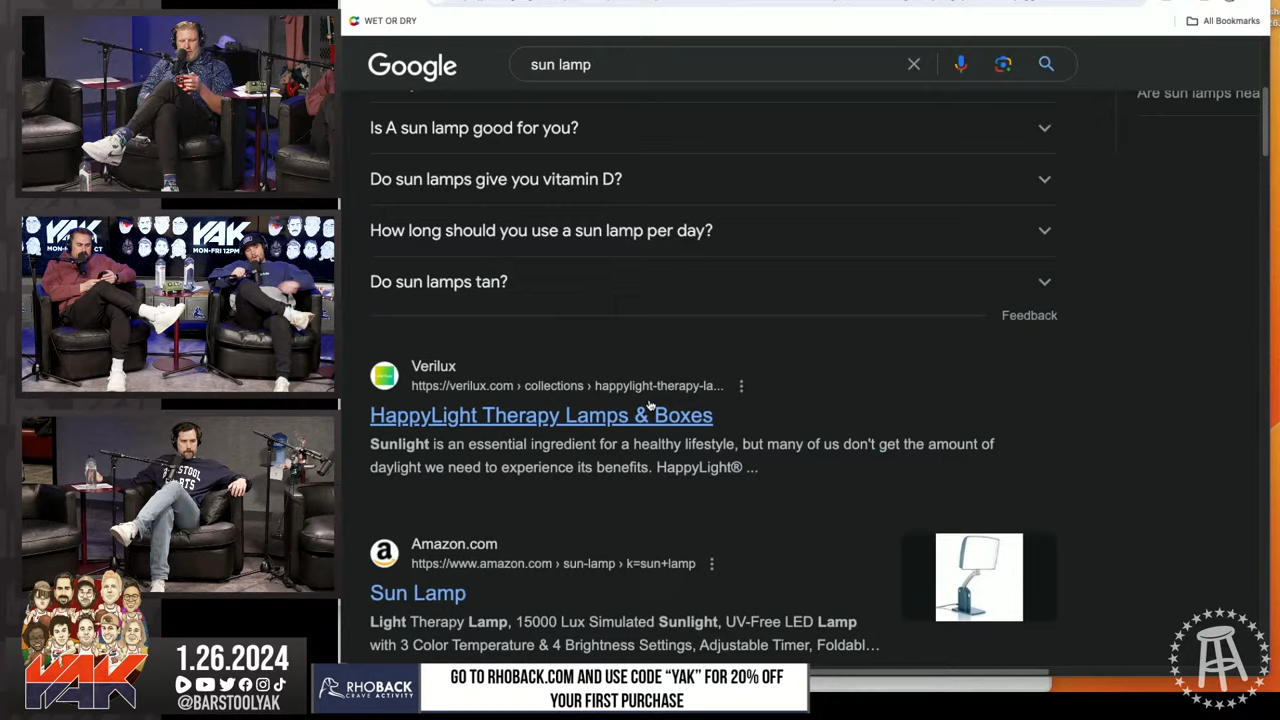 WET OR DRY
All Bookmarks
Google
sun lamp
Are sun lamps hea
Is A sun lamp good for you?
Do sun lamps give you vitamin D?
How long should you use a sun lamp per day?
Do sun lamps tan?
Feedback
Verilux
https://verilux.com › collections › happylight-therapy-la...
HappyLight Therapy Lamps & Boxes
Sunlight is an essential ingredient for a healthy lifestyle, but many of us don't get the amount of
daylight we need to experience its benefits. HappyLight® ...
Amazon.com
https://www.amazon.com › sun-lamp › k=sun+lamp
Sun Lamp
Light Therapy Lamp, 15000 Lux Simulated Sunlight, UV-Free LED Lamp
with 3 Color Temperature & 4 Brightness Settings, Adjustable Timer, Foldabl...
YAK
YAK
MON-FRI 12PM
YAK
1.26.2024
@BARSTOOLYAK
RHOBACK
CRAVE ACTIVITY
GO TO RHOBACK.COM AND USE CODE “YAK” FOR 20% OFF
YOUR FIRST PURCHASE